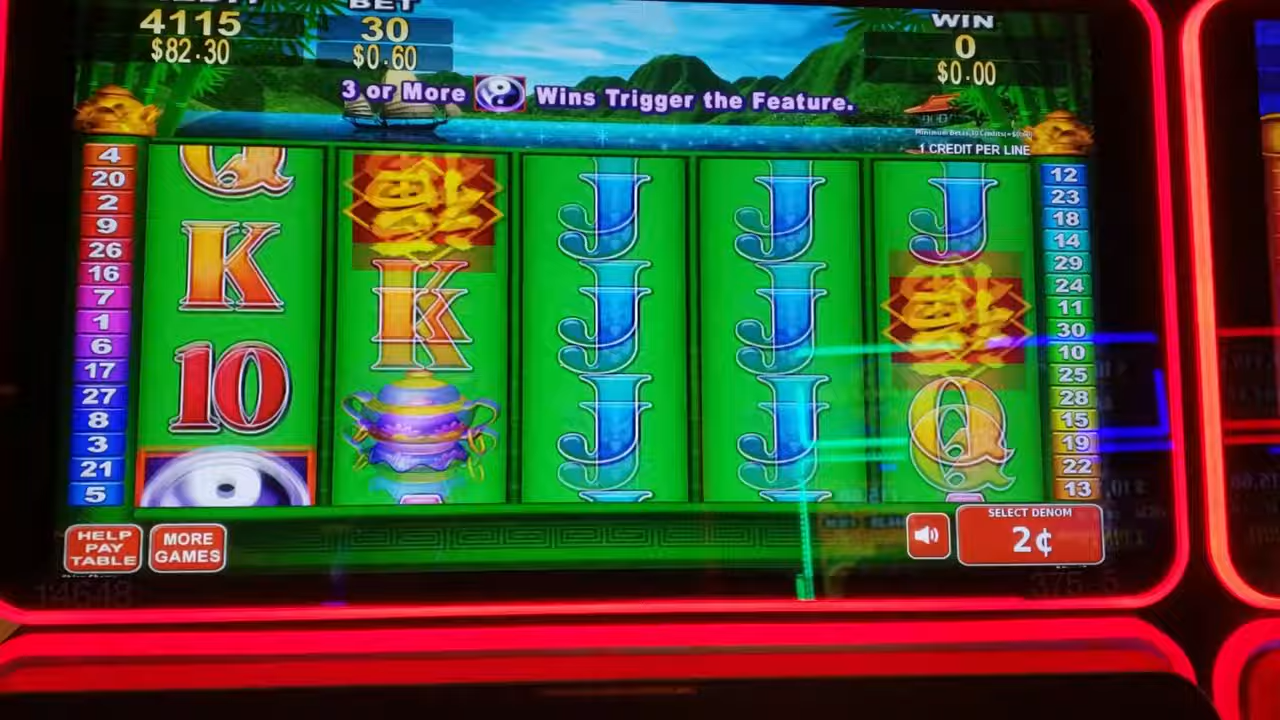 BET
4115
30
WIN
$82.30
$0.60
0
$0.00
3 or More Wins Trigger the Feature.
1 CREDIT PER LINE
4
20
2
9
26
16
7
1
6
17
27
8
3
21
5
Q
K
10
福
K
J
J
J
J
J
J
J
福
Q
12
23
18
14
29
24
11
30
10
25
28
15
19
22
13
HELP
PAY
TABLE
MORE
GAMES
SELECT DENOM
2¢